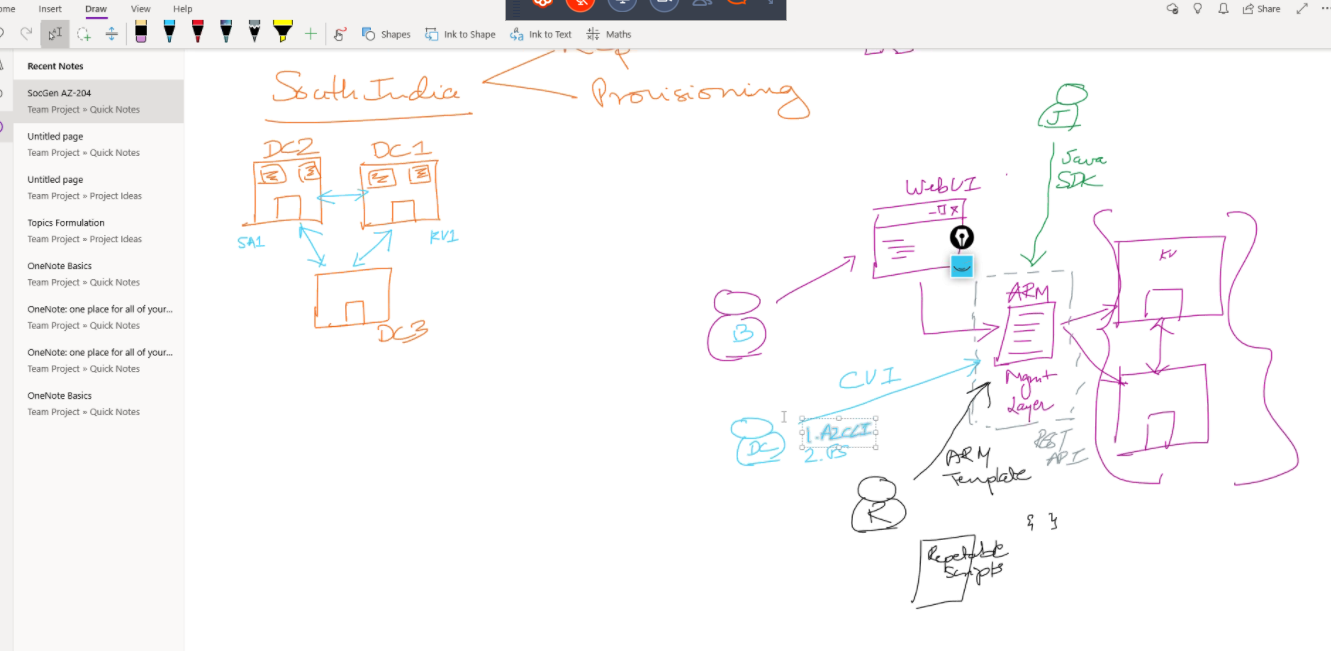 ome Insert Draw View Help Share
Shapes Ink to Shape Ink to Text Maths
Recent Notes
SocGen AZ-204
Team Project » Quick Notes
Untitled page
Team Project » Quick Notes
Untitled page
Team Project » Project Ideas
Topics Formulation
Team Project » Project Ideas
OneNote Basics
Team Project » Quick Notes
OneNote: one place for all of your...
Team Project » Quick Notes
OneNote: one place for all of your...
Team Project » Quick Notes
OneNote Basics
Team Project » Quick Notes
South India
Provisioning
DC2
DC1
SA1
KV1
DC3
J
Java
SDK
WebUI
B
ARM
Mgmt
Layer
REST
API
KV
CUI
DC
1. AZCLI
2. PS
ARM
Template
K
{ }
Repetable
Scripts